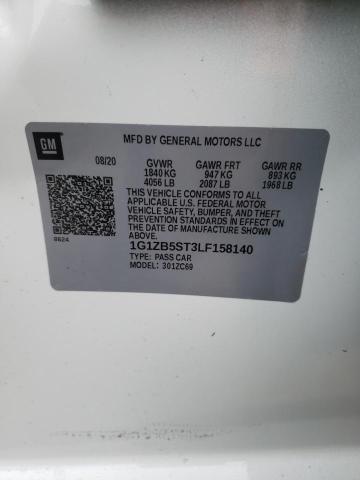 GM
MFD BY GENERAL MOTORS LLC
08/20 GVWR GAWR FRT GAWR RR
1840 KG 947 KG 893 KG
4056 LB 2087 LB 1968 LB
THIS VEHICLE CONFORMS TO ALL
APPLICABLE U.S. FEDERAL MOTOR
VEHICLE SAFETY, BUMPER, AND THEFT
PREVENTION STANDARDS IN EFFECT ON
THE DATE OF MANUFACTURE SHOWN
ABOVE.
8624
1G1ZB5ST3LF158140
TYPE: PASS CAR
MODEL: 301ZC69